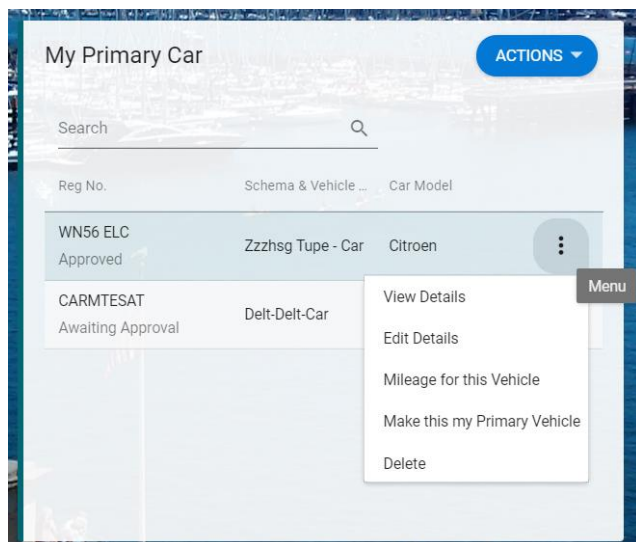 My Primary Car
ACTIONS
Search
Reg No. Schema & Vehicle ... Car Model
WN56 ELC
Approved
Zzzhsg Tupe - Car
Citroen
Menu
CARMTESAT
Awaiting Approval
Delt-Delt-Car
View Details
Edit Details
Mileage for this Vehicle
Make this my Primary Vehicle
Delete